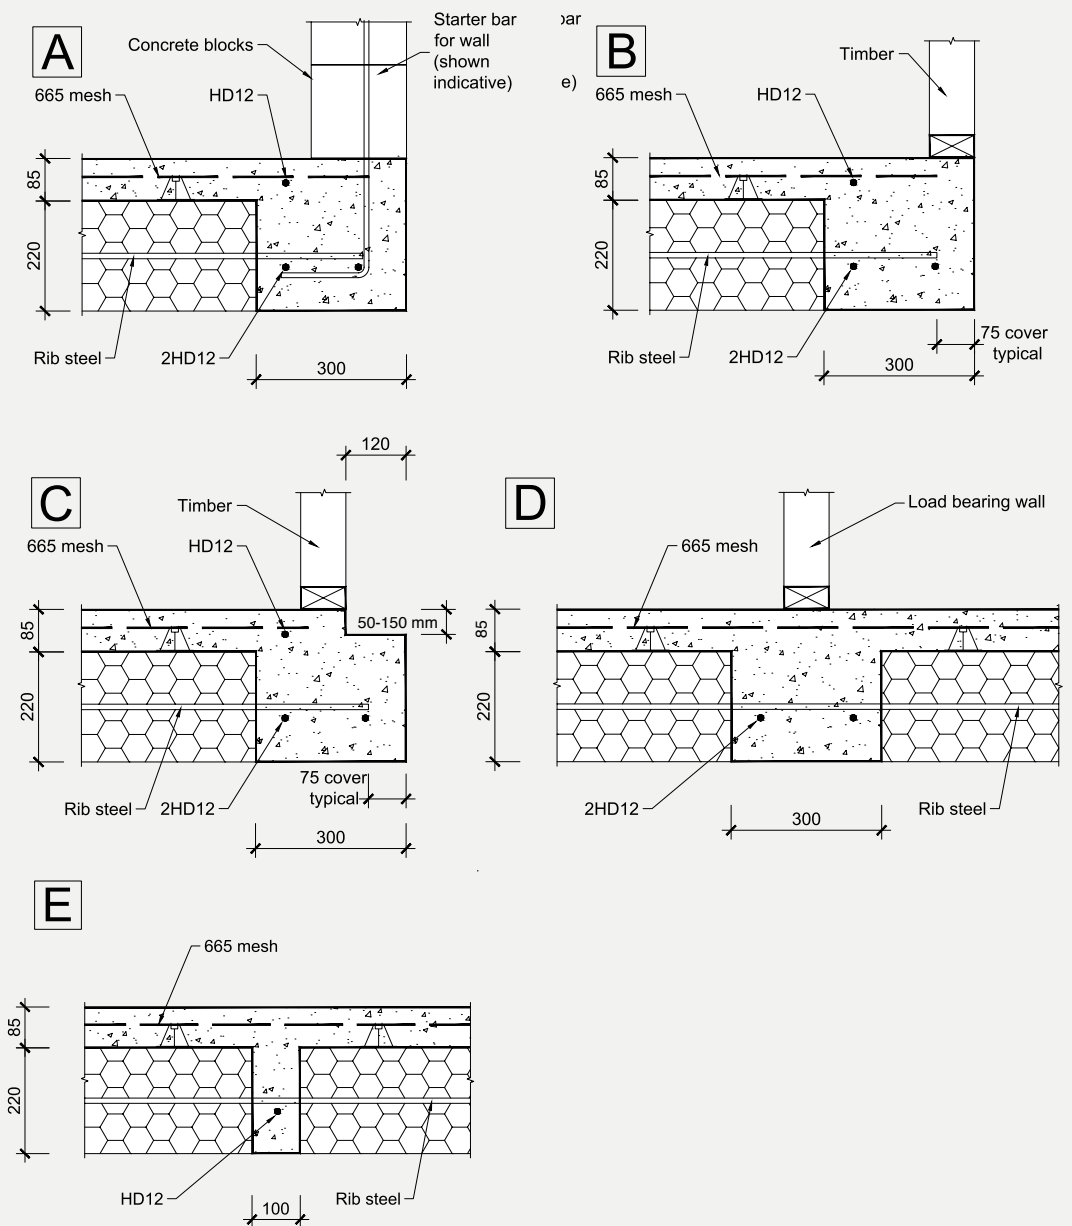 A
Concrete blocks
Starter bar
for wall
(shown
indicative)
665 mesh
HD12
85
220
Rib steel
2HD12
300
bar
e)
B
Timber
665 mesh
HD12
85
220
Rib steel
2HD12
75 cover
typical
300
120
C
Timber
665 mesh
HD12
50-150 mm
85
220
75 cover
typical
Rib steel
2HD12
300
D
Load bearing wall
665 mesh
85
220
2HD12
Rib steel
300
E
665 mesh
85
220
HD12
Rib steel
100